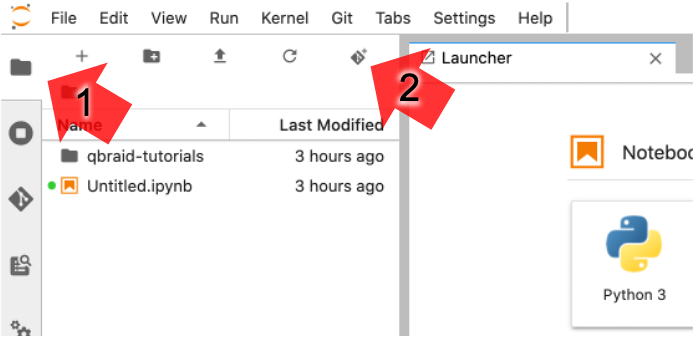 File Edit View Run Kernel Git Tabs Settings Help
1
2
Launcher
Name Last Modified
Notebo
qbraid-tutorials 3 hours ago
Untitled.ipynb 3 hours ago
Python 3